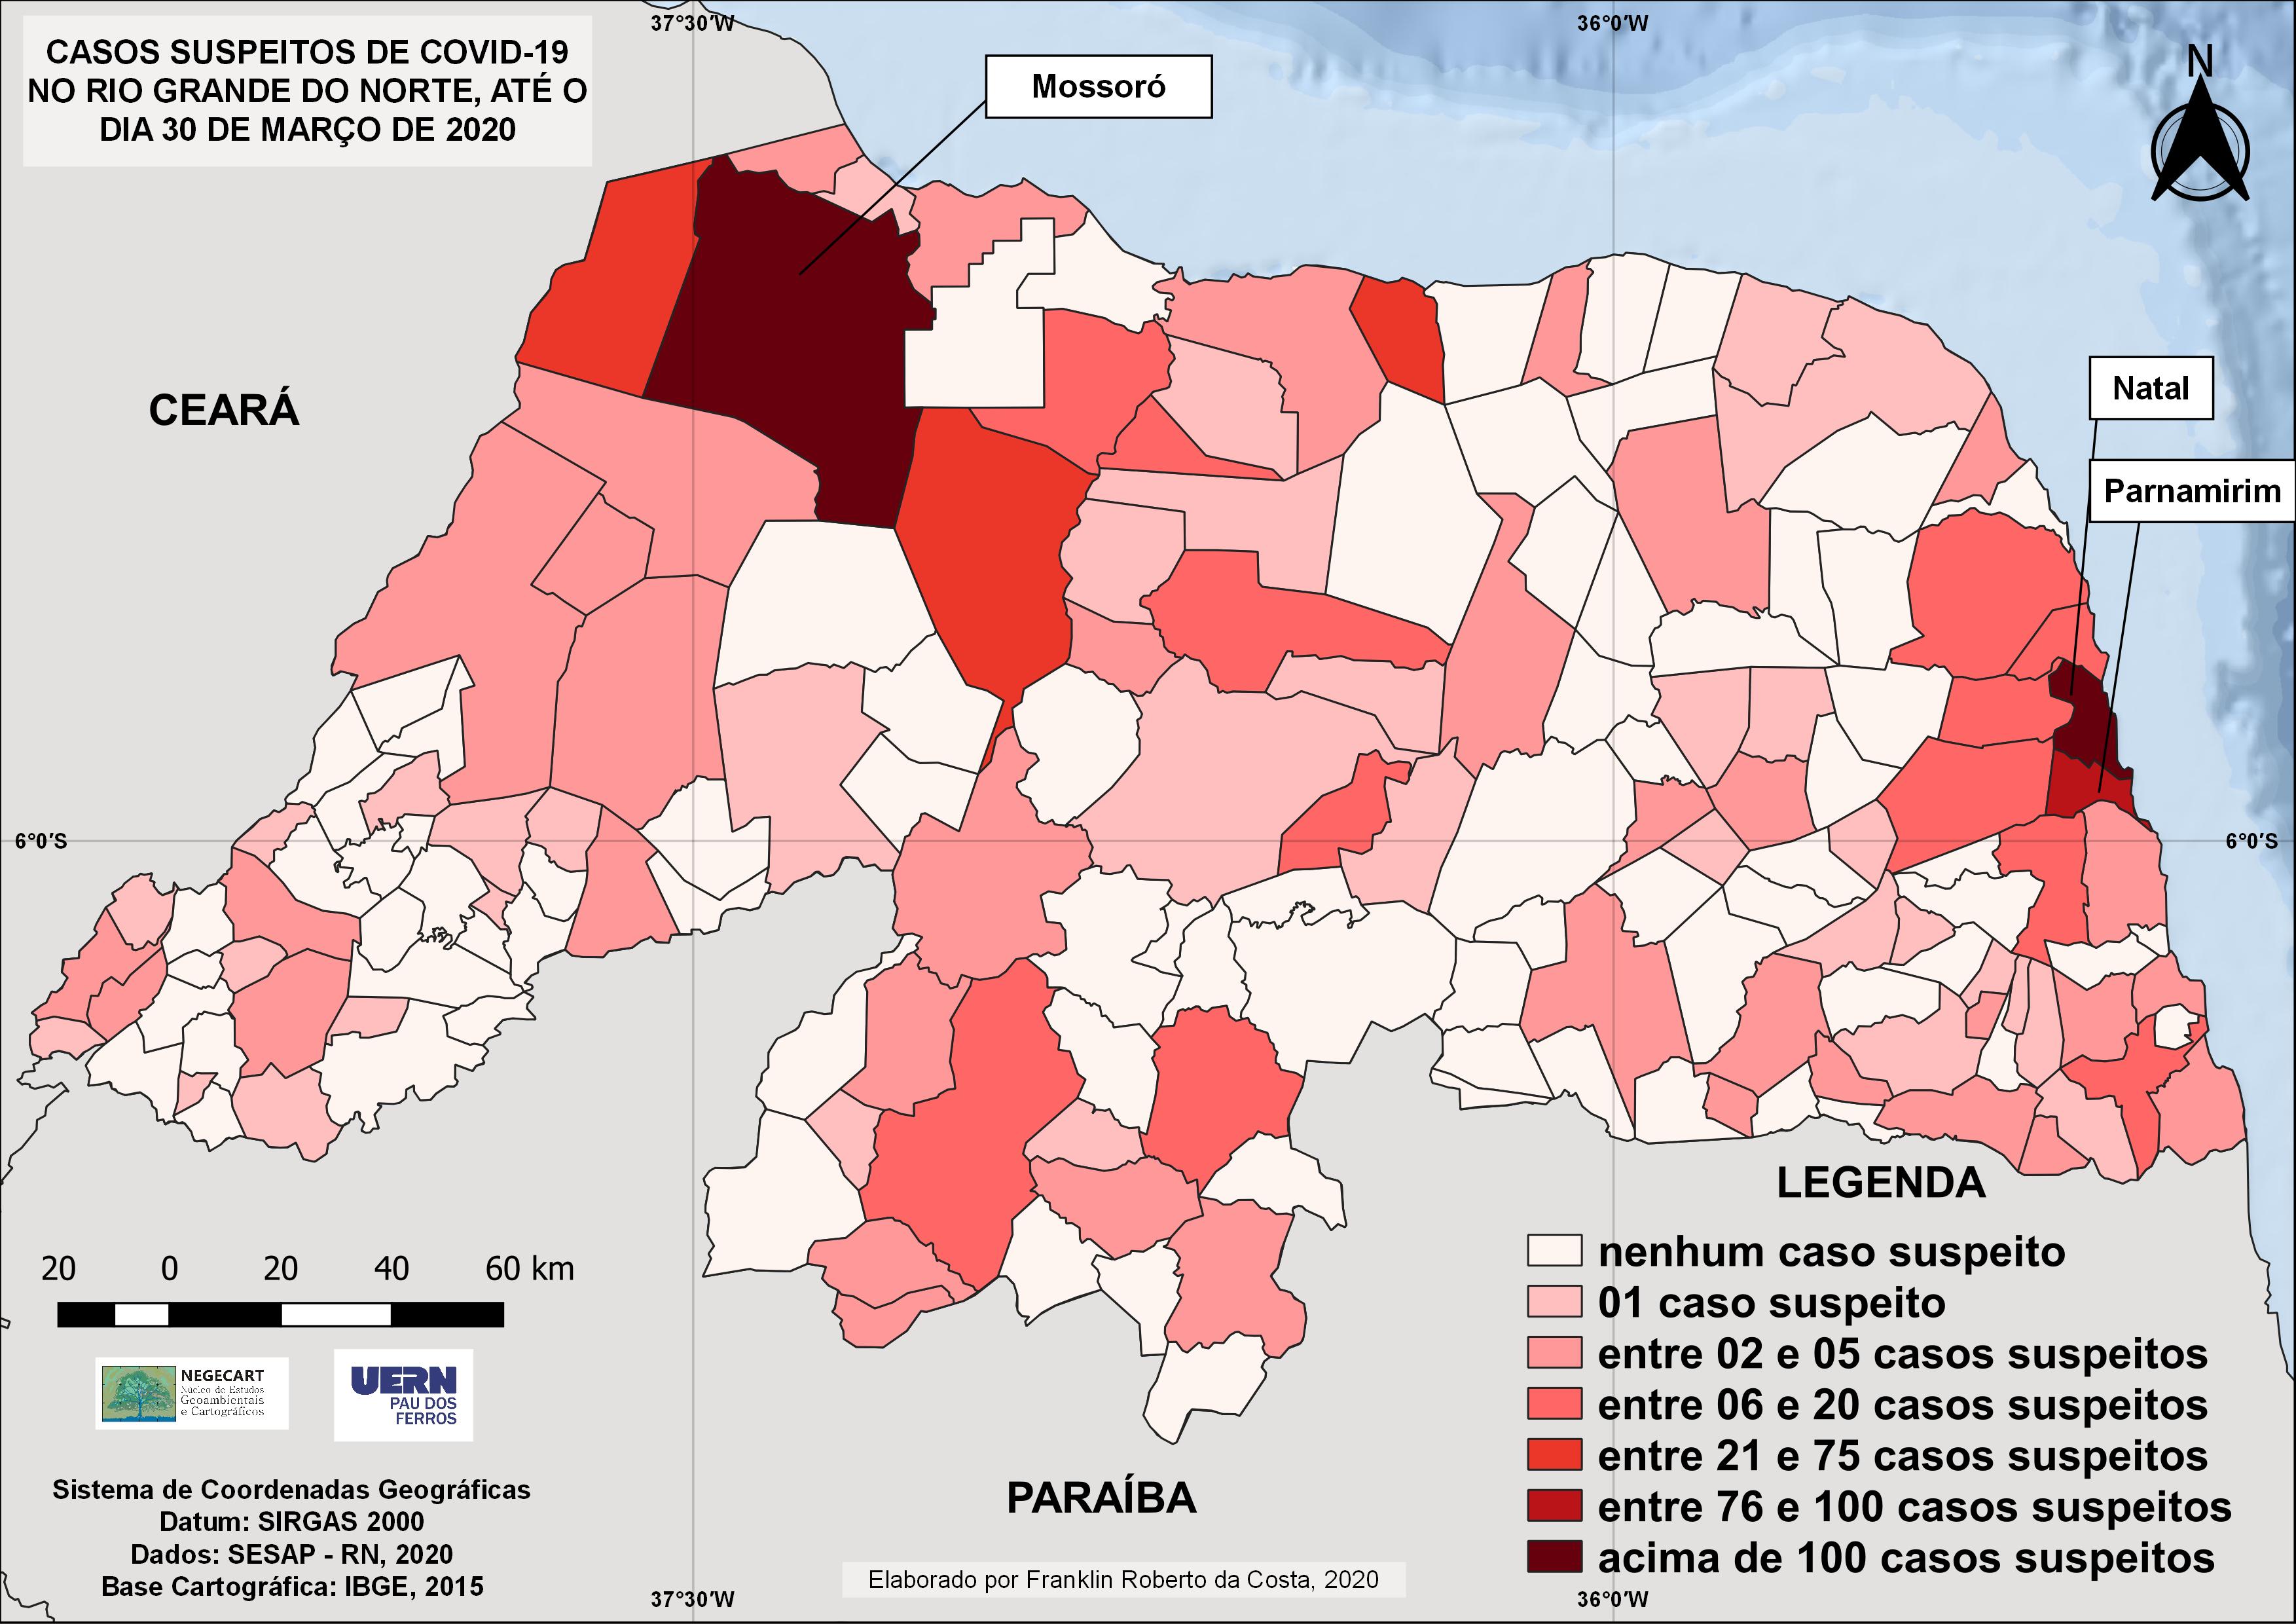 CASOS SUSPEITOS DE COVID-19
NO RIO GRANDE DO NORTE, ATÉ O
DIA 30 DE MARÇO DE 2020
37°30′W
36°0′W
N
Mossoró
Natal
Parnamirim
CEARÁ
6°0′S
6°0′S
LEGENDA
nenhum caso suspeito
01 caso suspeito
entre 02 e 05 casos suspeitos
entre 06 e 20 casos suspeitos
entre 21 e 75 casos suspeitos
entre 76 e 100 casos suspeitos
acima de 100 casos suspeitos
20 0 20 40 60 km
NEGECART
Núcleo de Estudos
Geoambientais
e Cartográficos
UERN
PAU DOS
FERROS
PARAÍBA
Sistema de Coordenadas Geográficas
Datum: SIRGAS 2000
Dados: SESAP - RN, 2020
Base Cartográfica: IBGE, 2015
Elaborado por Franklin Roberto da Costa, 2020
37°30′W
36°0′W